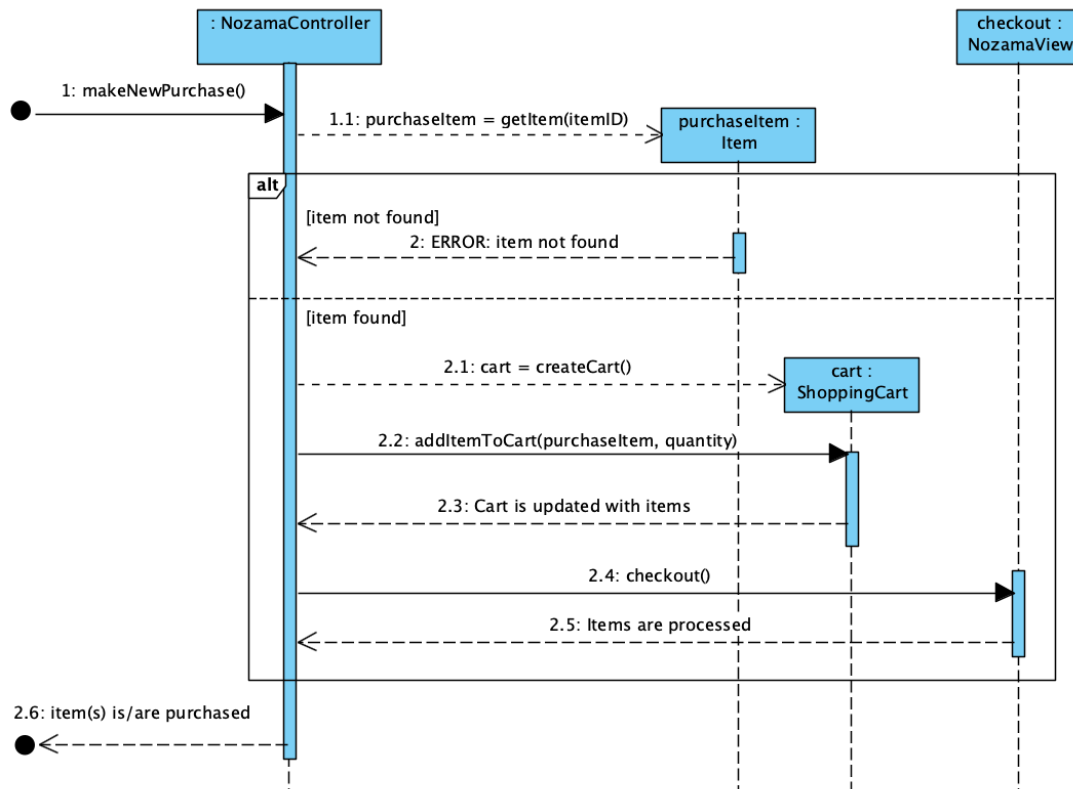 : NozamaController
checkout :
NozamaView
1: makeNewPurchase()
1.1: purchaseItem = getItem(itemID)
purchaseItem :
Item
alt
[item not found]
2: ERROR: item not found
[item found]
2.1: cart = createCart()
cart :
ShoppingCart
2.2: addItemToCart(purchaseItem, quantity)
2.3: Cart is updated with items
2.4: checkout()
2.5: Items are processed
2.6: item(s) is/are purchased